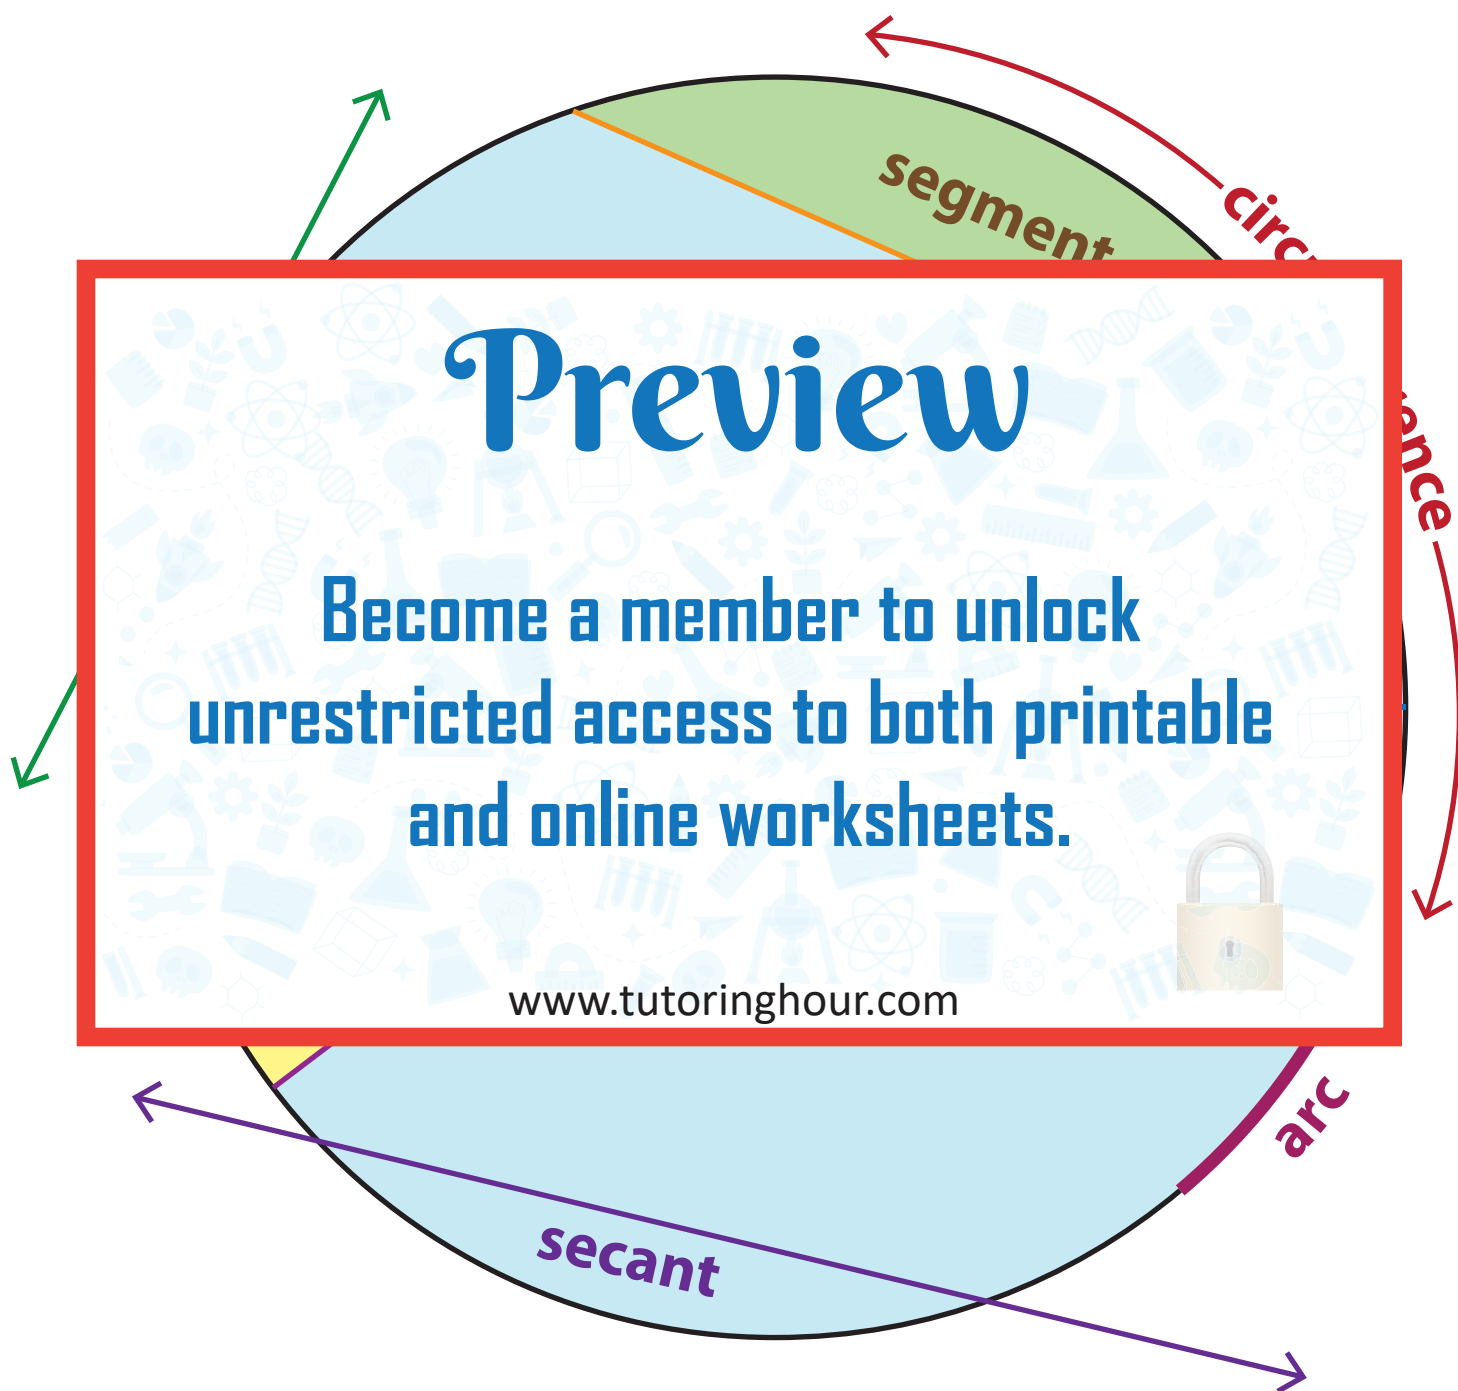 segment
Preview
Become a member to unlock
unrestricted access to both printable
and online worksheets.
www.tutoringhour.com
arc
secant